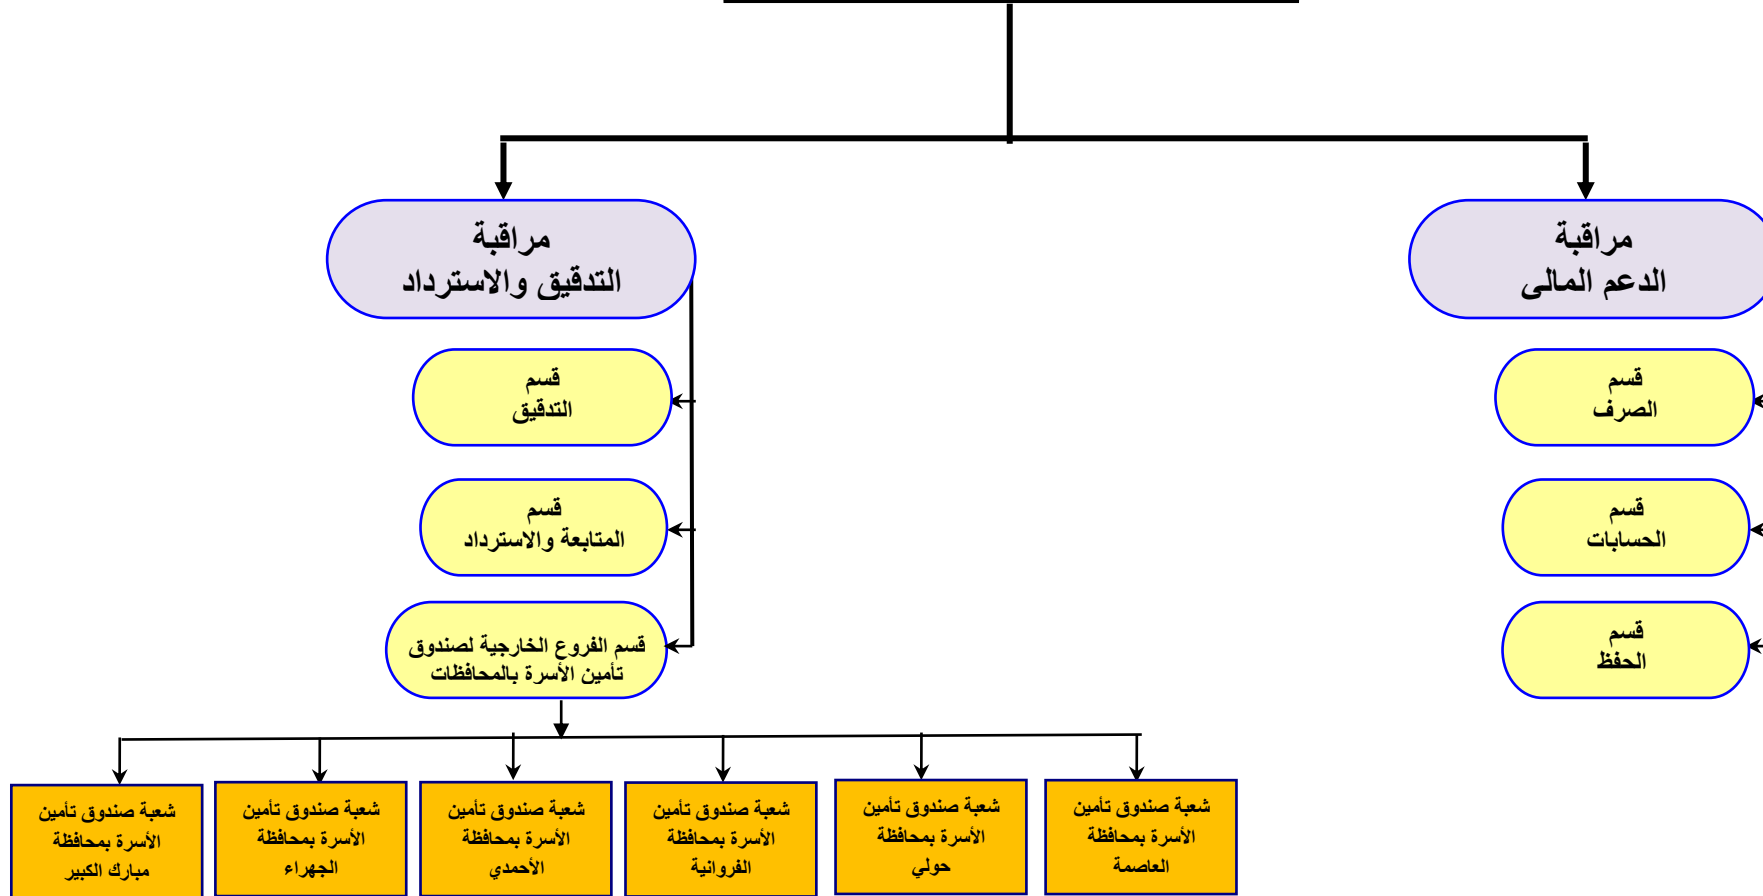 مراقبة
الدعم المالى
مراقبة
التدقيق والاسترداد
قسم
الصرف
قسم
التدقيق
قسم
الحسابات
قسم
المتابعة والاسترداد
قسم
الحفظ
قسم الفروع الخارجية لصندوق
تأمين الأسرة بالمحافظات
شعبة صندوق تأمين
الأسرة بمحافظة
العاصمة
شعبة صندوق تأمين
الأسرة بمحافظة
حولي
شعبة صندوق تأمين
الأسرة بمحافظة
الفروانية
شعبة صندوق تأمين
الأسرة بمحافظة
الأحمدي
شعبة صندوق تأمين
الأسرة بمحافظة
الجهراء
شعبة صندوق تأمين
الأسرة بمحافظة
مبارك الكبير